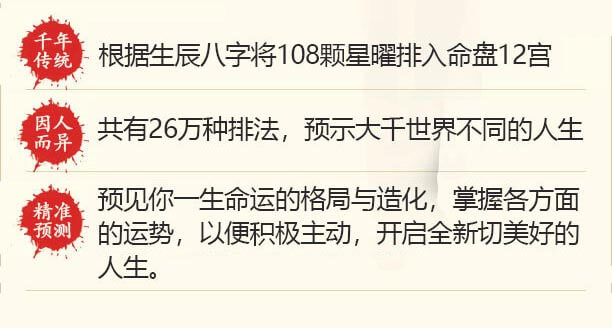 千年
传统
根据生辰八字将108颗星曜排入命盘12宫
因人
而异
共有26万种排法，预示大千世界不同的人生
精准
预测
预见你一生命运的格局与造化，掌握各方面
的运势，以便积极主动，开启全新切美好的
人生。